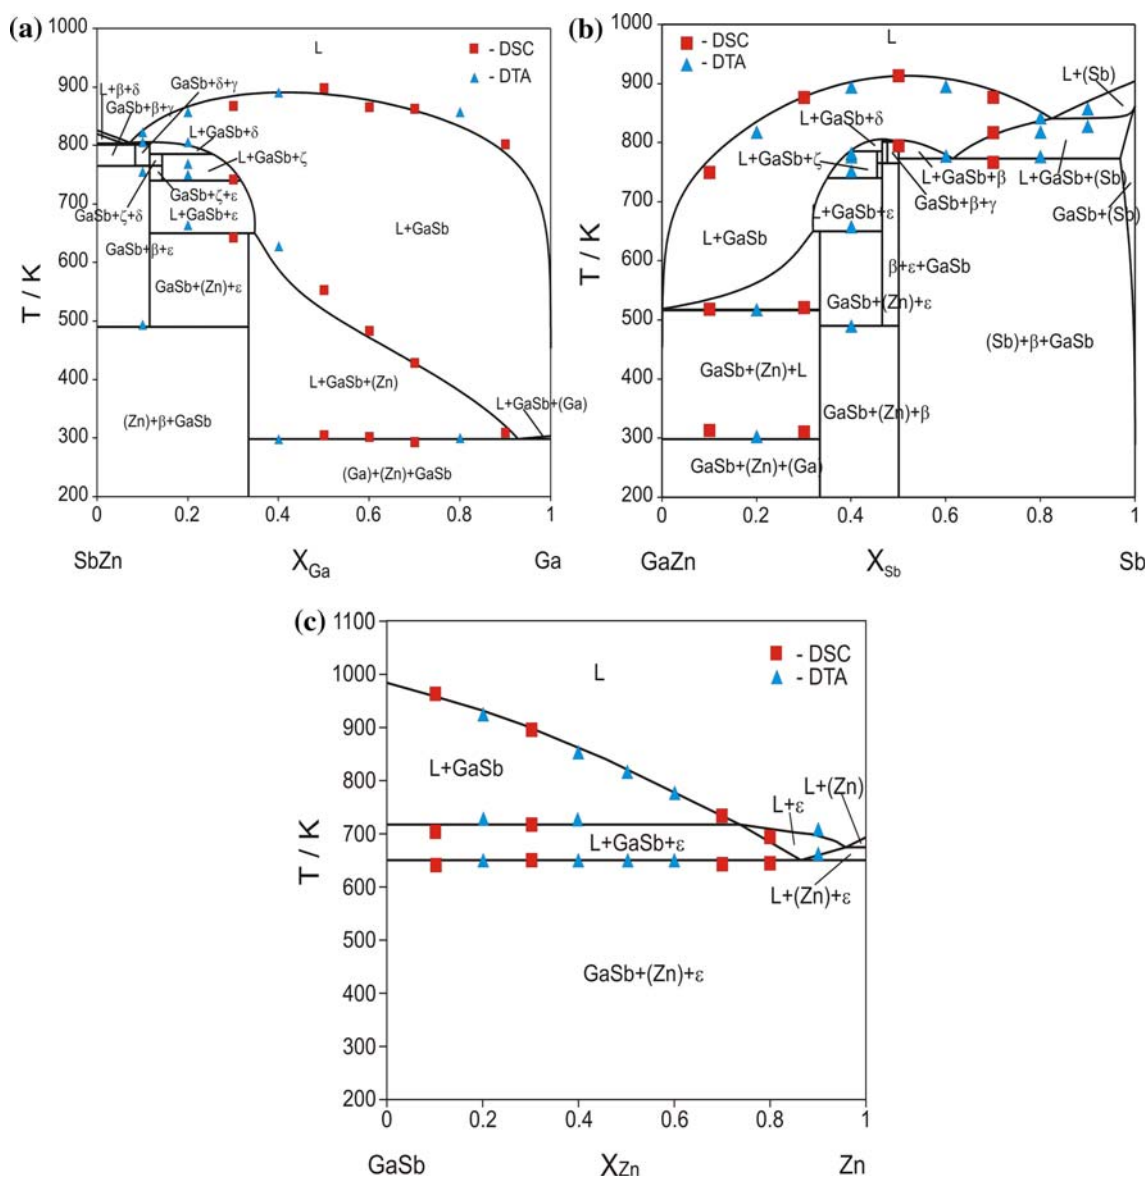 (a)
1000
900
800
700
600
500
400
300
200
T / K
L
- DSC
- DTA
L+β+δ
GaSb+δ+γ
GaSb+β+γ
L+GaSb+δ
L+GaSb+ζ
GaSb+ζ+ε
GaSb+ζ+δ
L+GaSb+ε
GaSb+β+ε
L+GaSb
GaSb+(Zn)+ε
L+GaSb+(Zn)
L+GaSb+(Ga)
(Zn)+β+GaSb
(Ga)+(Zn)+GaSb
0 0.2 0.4 0.6 0.8 1
SbZn XGa Ga
(b)
1000
900
800
700
600
500
400
300
200
T / K
L
- DSC
- DTA
L+(Sb)
L+GaSb+δ
L+GaSb+ζ
L+GaSb+β
L+GaSb+(Sb)
GaSb+β+γ
GaSb+(Sb)
L+GaSb+ε
L+GaSb
β+ε+GaSb
GaSb+(Zn)+ε
(Sb)+β+GaSb
GaSb+(Zn)+L
GaSb+(Zn)+β
GaSb+(Zn)+(Ga)
0 0.2 0.4 0.6 0.8 1
GaZn XSb Sb
(c)
1100
1000
900
800
700
600
500
400
300
200
T / K
L
- DSC
- DTA
L+GaSb
L+(Zn)
L+ε
L+GaSb+ε
L+(Zn)+ε
GaSb+(Zn)+ε
0 0.2 0.4 0.6 0.8 1
GaSb XZn Zn